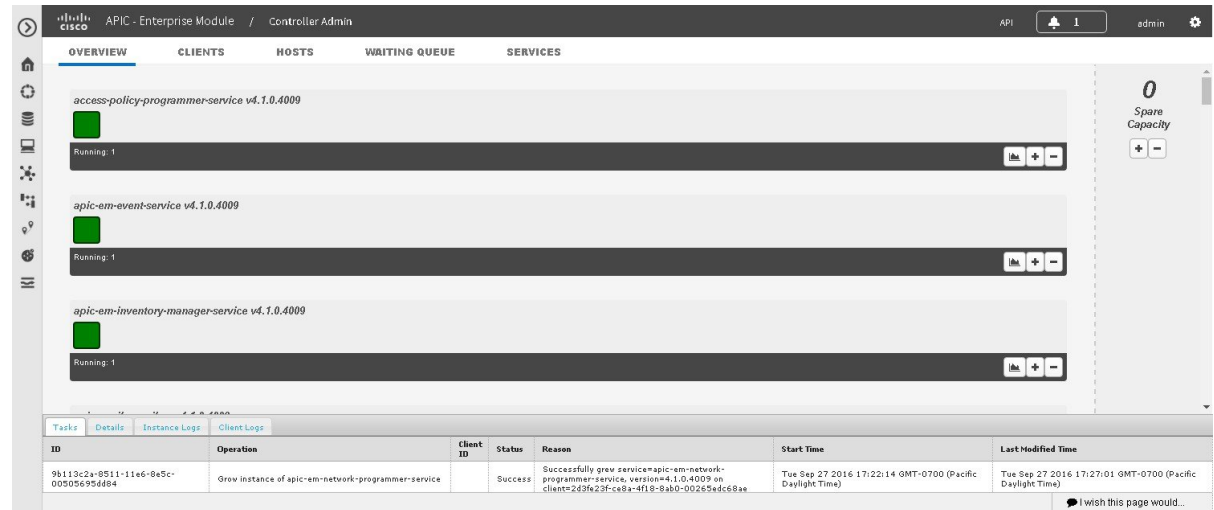 cisco APIC - Enterprise Module / Controller Admin API 1 admin
OVERVIEW CLIENTS HOSTS WAITING QUEUE SERVICES
access-policy-programmer-service v4.1.0.4009
Running: 1
0
Spare
Capacity
apic-em-event-service v4.1.0.4009
Running: 1
apic-em-inventory-manager-service v4.1.0.4009
Running: 1
Tasks Details Instance Logs Client Logs
ID Operation Client ID Status Reason Start Time Last Modified Time
9b113c2a-8511-11e6-8e5c-
00505695dd84
Grow instance of apic-em-network-programmer-service
Success
Successfully grew service=apic-em-network-
programmer-service, version=4.1.0.4009 on
client=2d3fe23f-ce8a-4f18-8ab0-00265edc68ae
Tue Sep 27 2016 17:22:14 GMT-0700 (Pacific
Daylight Time)
Tue Sep 27 2016 17:27:01 GMT-0700 (Pacific
Daylight Time)
I wish this page would...